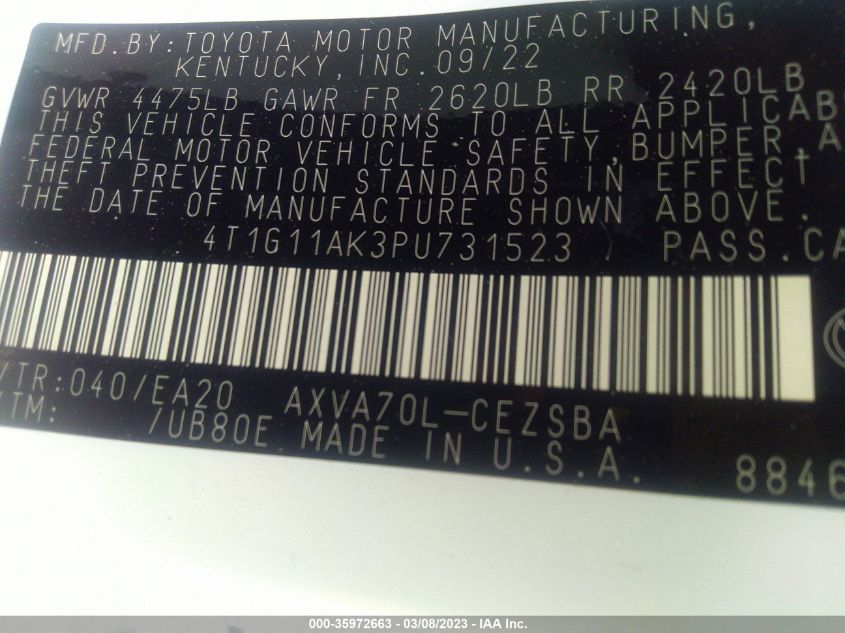 MFD.BY:TOYOTA MOTOR MANUFACTURING,
KENTUCKY,INC.09/22
GVWR 4475LB GAWR FR 2620LB RR 2420LB
THIS VEHICLE CONFORMS TO ALL APPLICAB
FEDERAL MOTOR VEHICLE SAFETY,BUMPER,A
THEFT PREVENTION STANDARDS IN EFFECT
THE DATE OF MANUFACTURE SHOWN ABOVE.
4T1G11AK3PU731523 PASS.CA
/TR:040/EA20 AXVA70L-CEZSBA
/TM: /UB80E MADE IN U.S.A. 8846
000-35972663 - 03/08/2023 - IAA Inc.